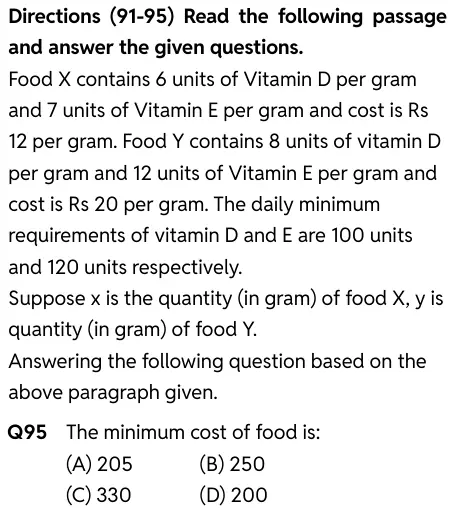 Directions (91-95) Read the following passage
and answer the given questions.
Food X contains 6 units of Vitamin D per gram
and 7 units of Vitamin E per gram and cost is Rs
12 per gram. Food Y contains 8 units of vitamin D
per gram and 12 units of Vitamin E per gram and
cost is Rs 20 per gram. The daily minimum
requirements of vitamin D and E are 100 units
and 120 units respectively.
Suppose x is the quantity (in gram) of food X, y is
quantity (in gram) of food Y.
Answering the following question based on the
above paragraph given.
Q95 The minimum cost of food is:
(A) 205 (B) 250
(C) 330 (D) 200